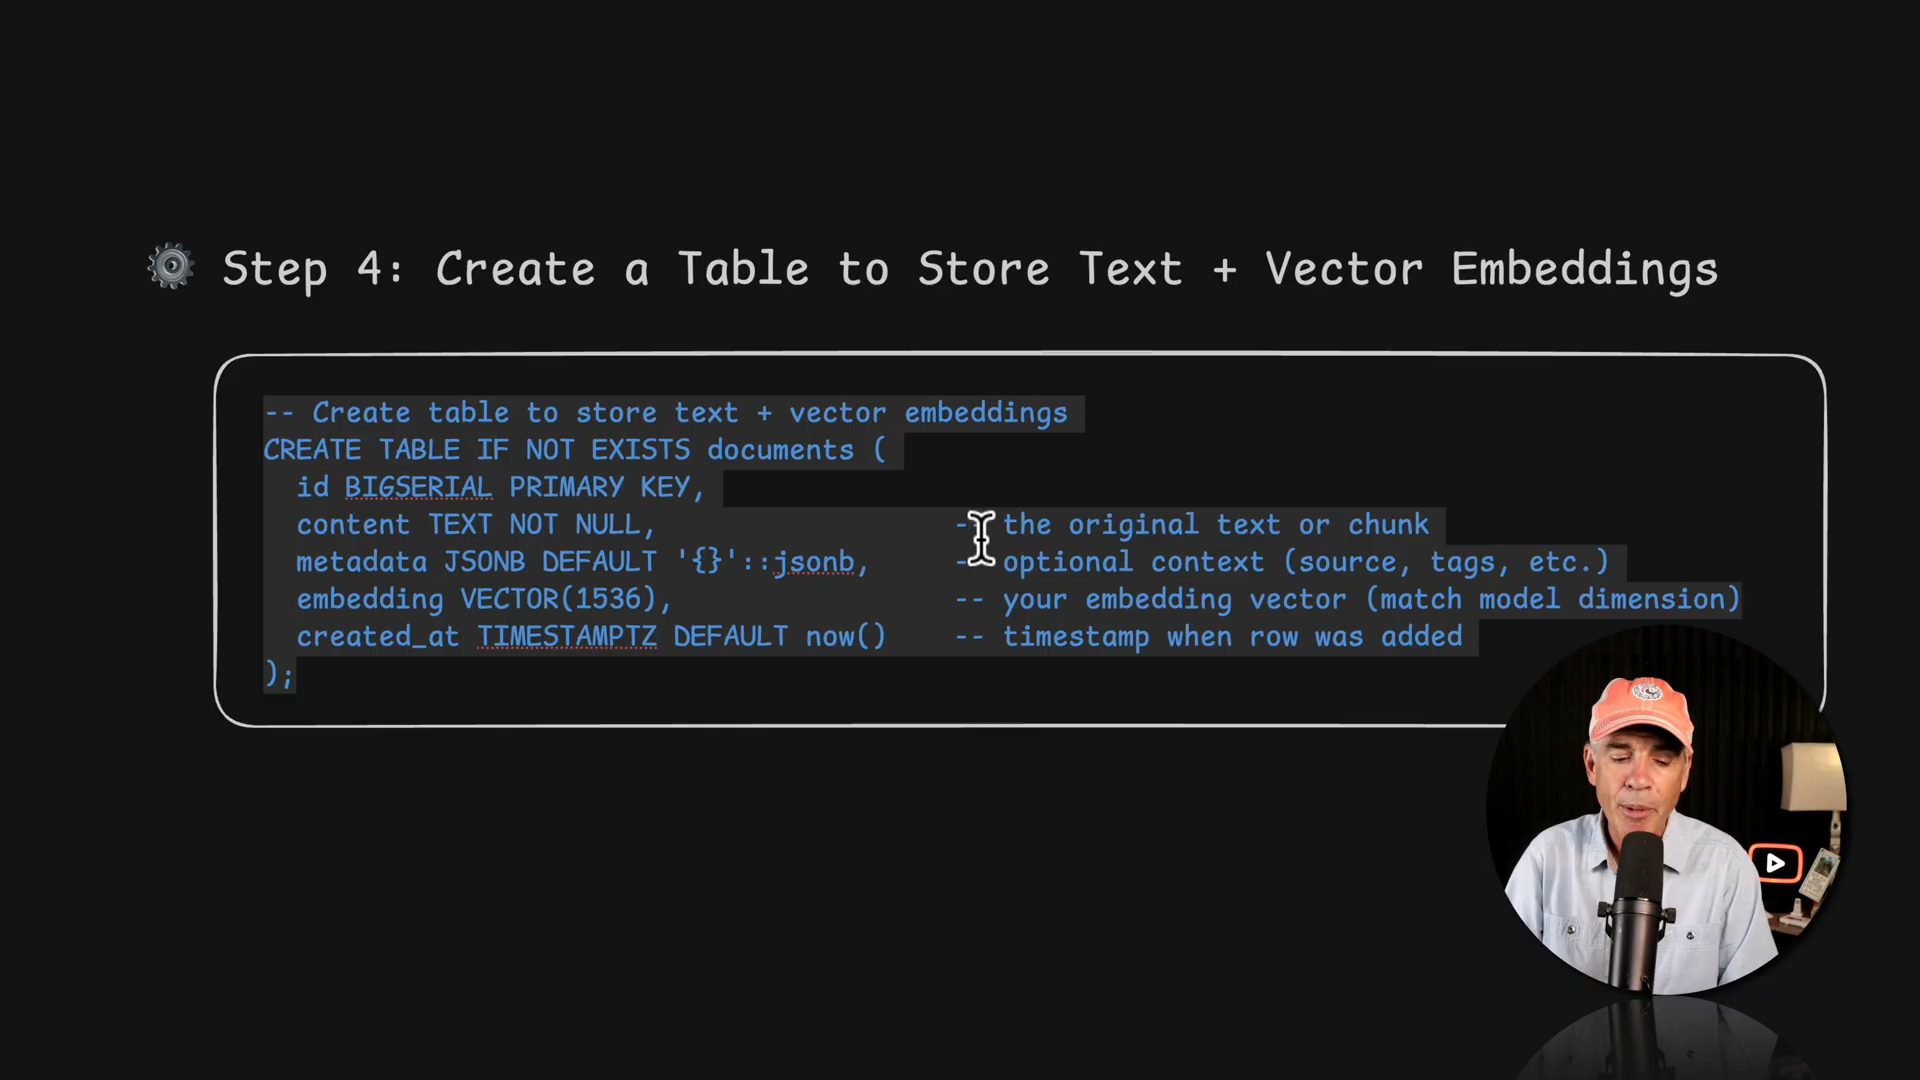 Step 4: Create a Table to Store Text + Vector Embeddings
-- Create table to store text + vector embeddings
CREATE TABLE IF NOT EXISTS documents (
id BIGSERIAL PRIMARY KEY,
content TEXT NOT NULL, -- the original text or chunk
metadata JSONB DEFAULT '{}'::jsonb, -- optional context (source, tags, etc.)
embedding VECTOR(1536), -- your embedding vector (match model dimension)
created_at TIMESTAMPTZ DEFAULT now() -- timestamp when row was added
);